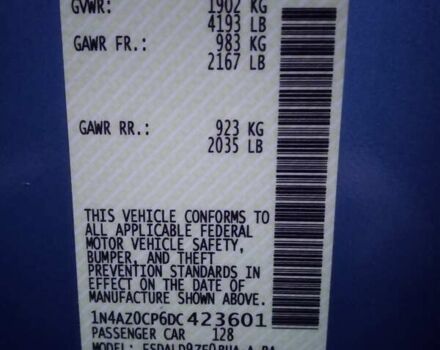 GVWR: 1902 KG
4193 LB
GAWR FR.: 983 KG
2167 LB
GAWR RR.: 923 KG
2035 LB
THIS VEHICLE CONFORMS TO
ALL APPLICABLE FEDERAL
MOTOR VEHICLE SAFETY,
BUMPER, AND THEFT
PREVENTION STANDARDS IN
EFFECT ON THE DATE OF
MANUFACTURE SHOWN ABOVE.
1N4AZ0CP6DC423601
PASSENGER CAR 128
MODEL: